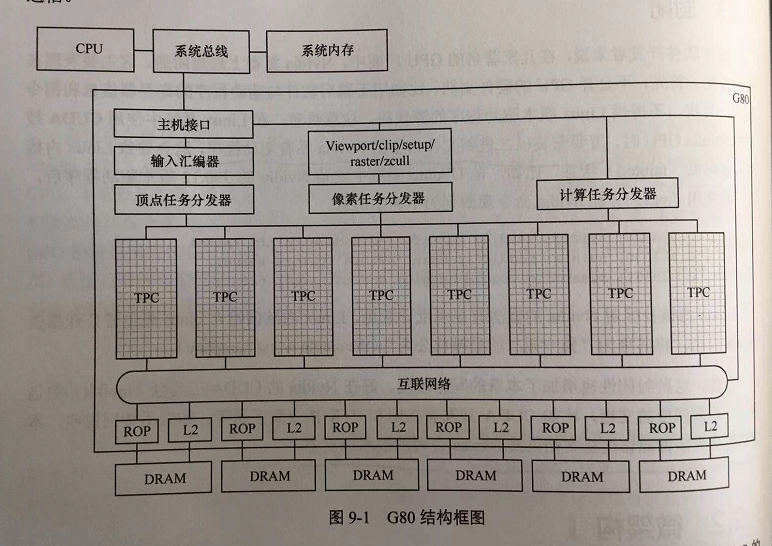 CPU
系统总线
系统内存
G80
主机接口
输入汇编器
Viewport/clip/setup/
raster/zcull
顶点任务分发器
像素任务分发器
计算任务分发器
TPC TPC TPC TPC TPC TPC TPC TPC
互联网络
ROP L2 ROP L2 ROP L2 ROP L2 ROP L2 ROP L2
DRAM DRAM DRAM DRAM DRAM DRAM
图 9-1 G80 结构框图